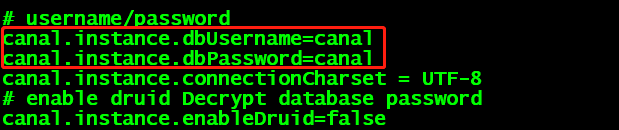 # username/password
canal.instance.dbUsername=canal
canal.instance.dbPassword=canal
canal.instance.connectionCharset = UTF-8
# enable druid Decrypt database password
canal.instance.enableDruid=false